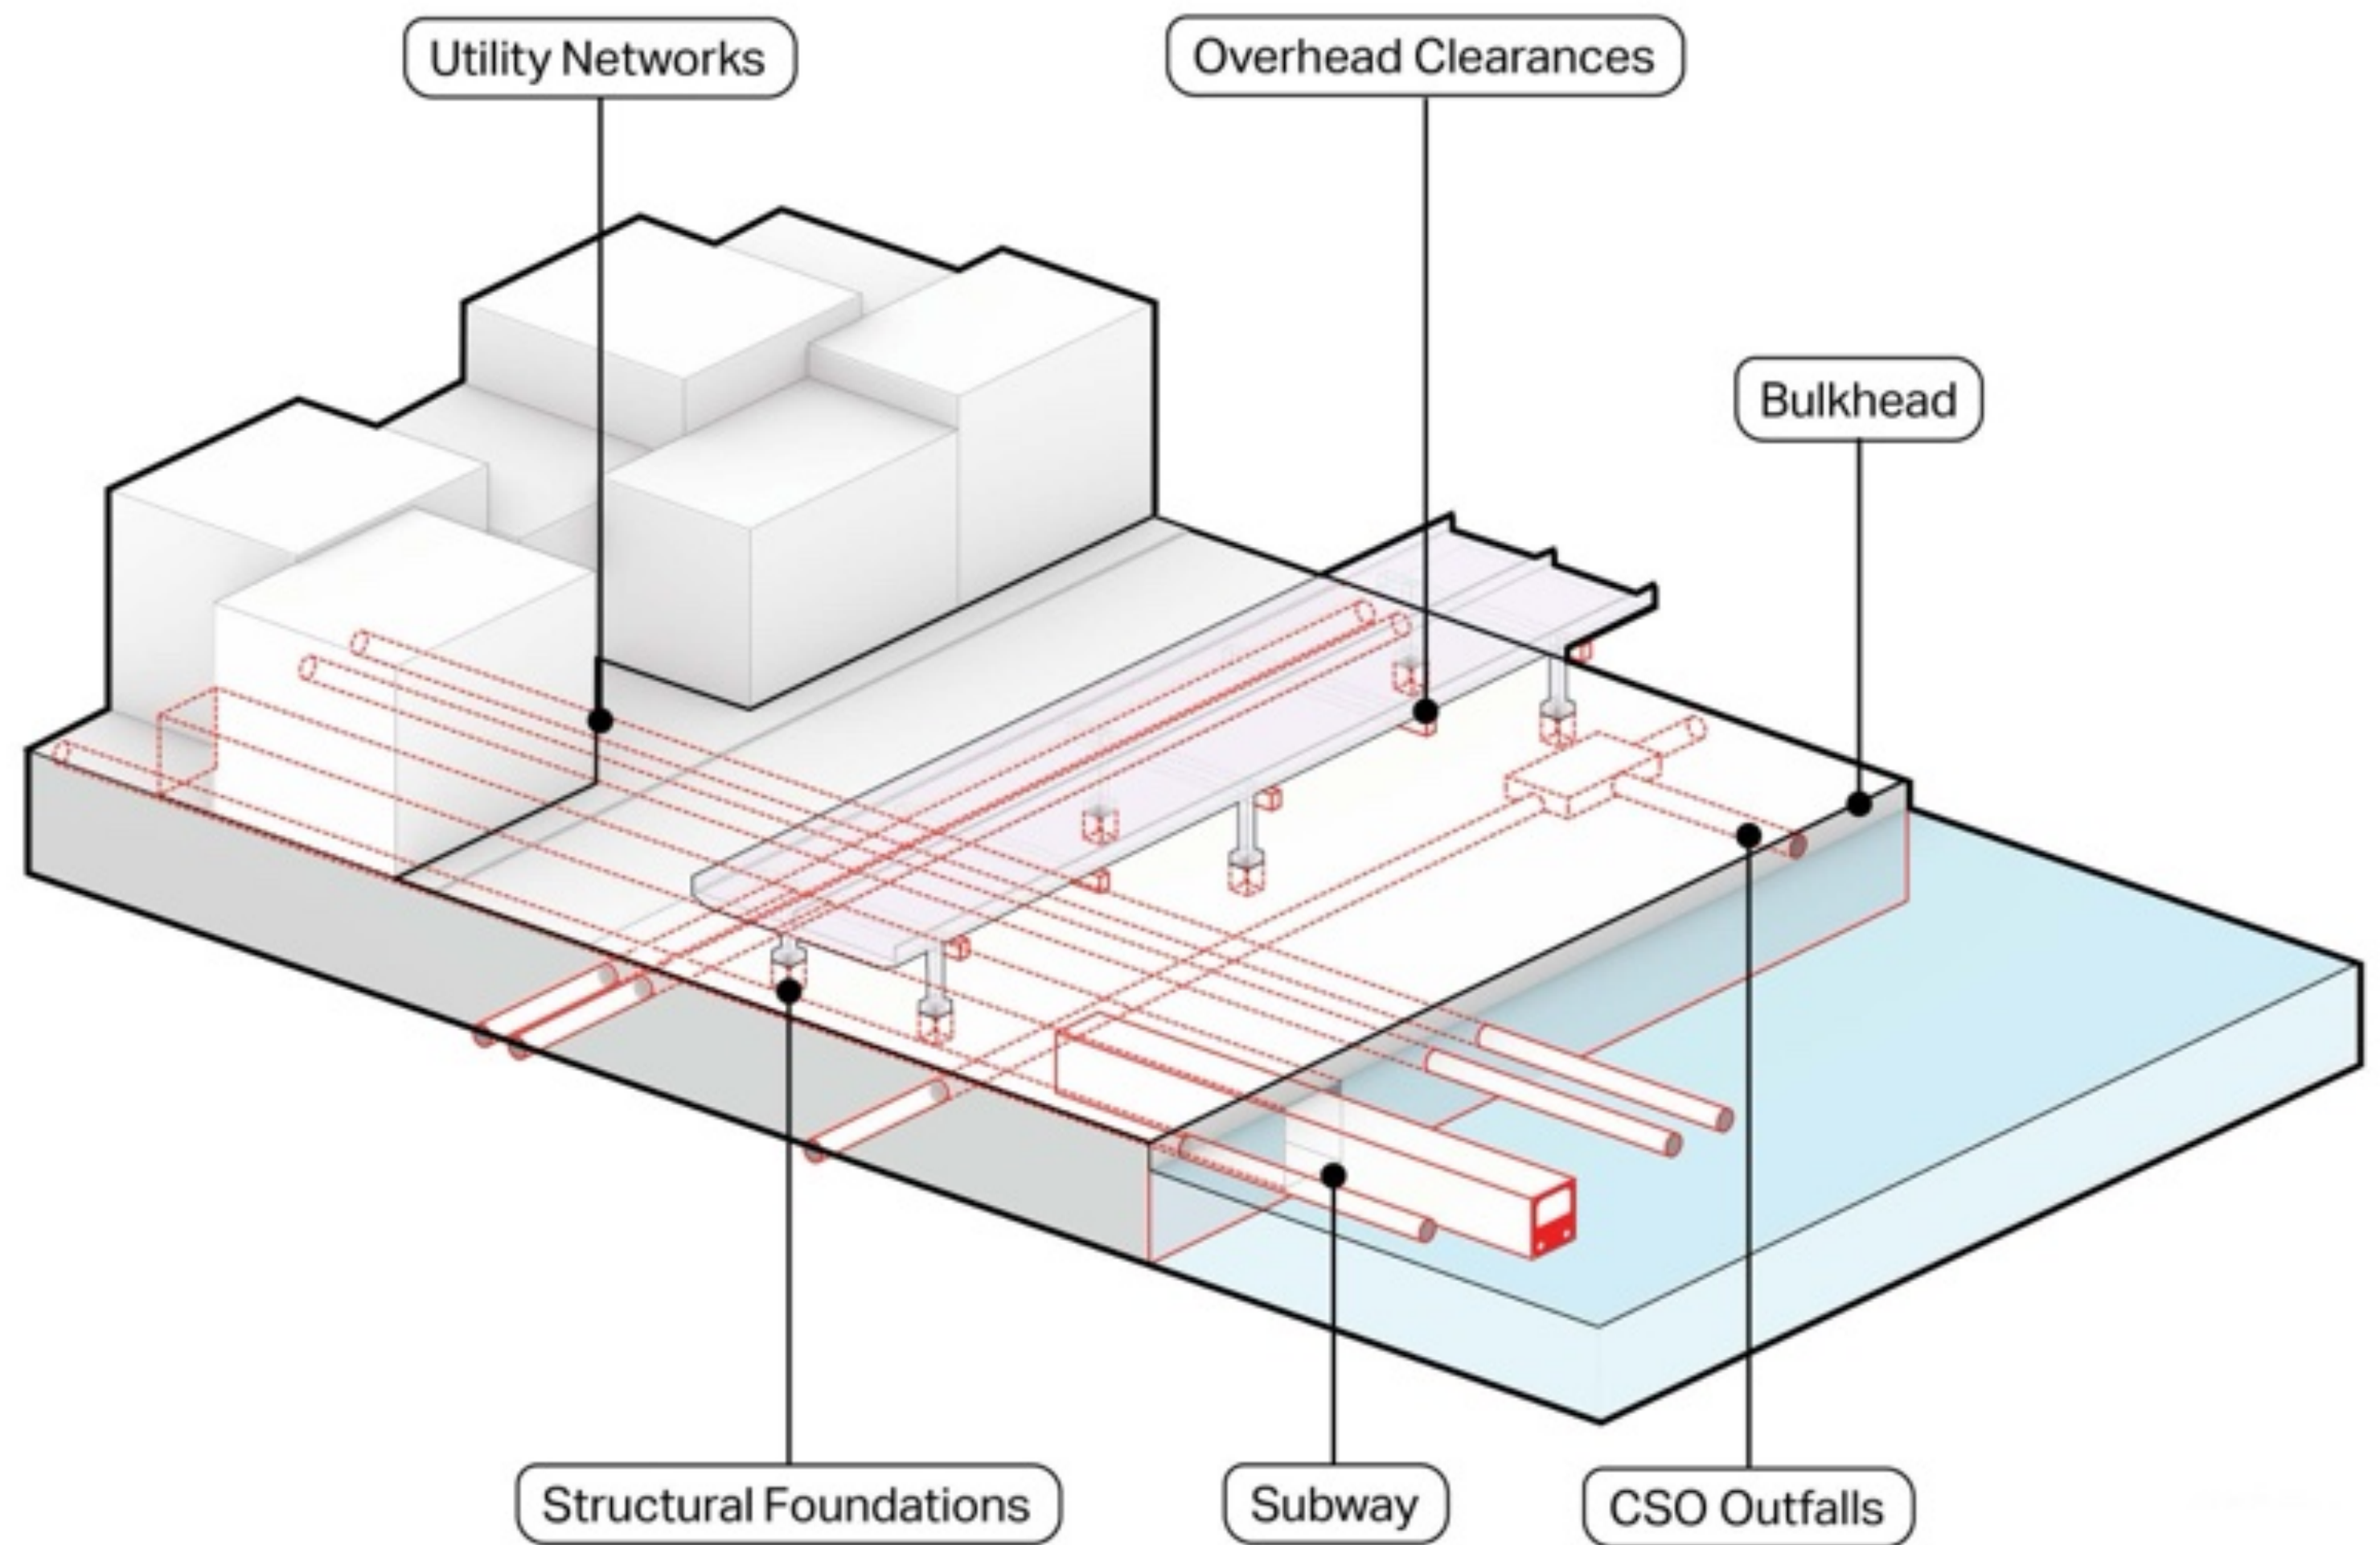 Utility Networks
Overhead Clearances
Bulkhead
Structural Foundations
Subway
CSO Outfalls